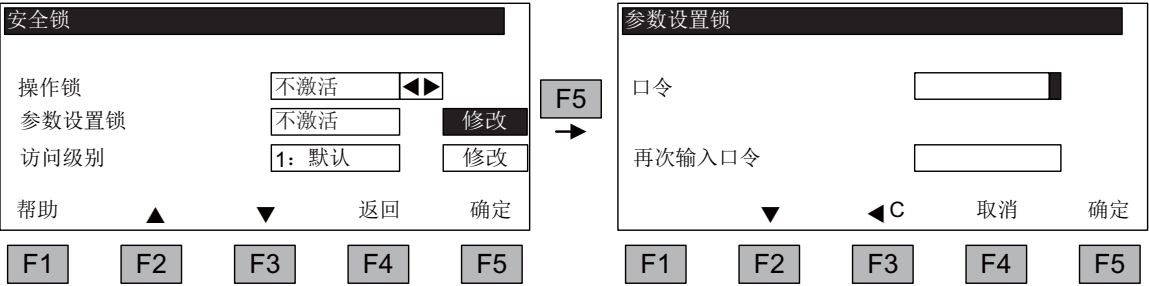 安全锁
操作锁 不激活 ◀▶
参数设置锁 不激活 修改
访问级别 1：默认 修改
帮助 ▲ ▼ 返回 确定
F1 F2 F3 F4 F5
F5
→
参数设置锁
口令
再次输入口令
▼ ◀C 取消 确定
F1 F2 F3 F4 F5